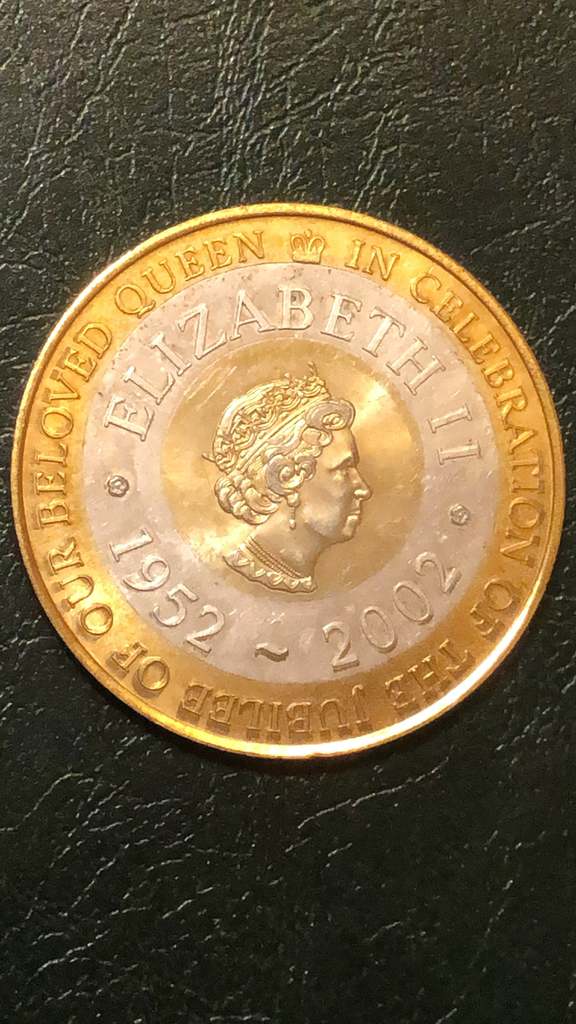 IN CELEBRATION OF THE JUBILEE OF OUR BELOVED QUEEN
ELIZABETH II
1952 ~ 2002